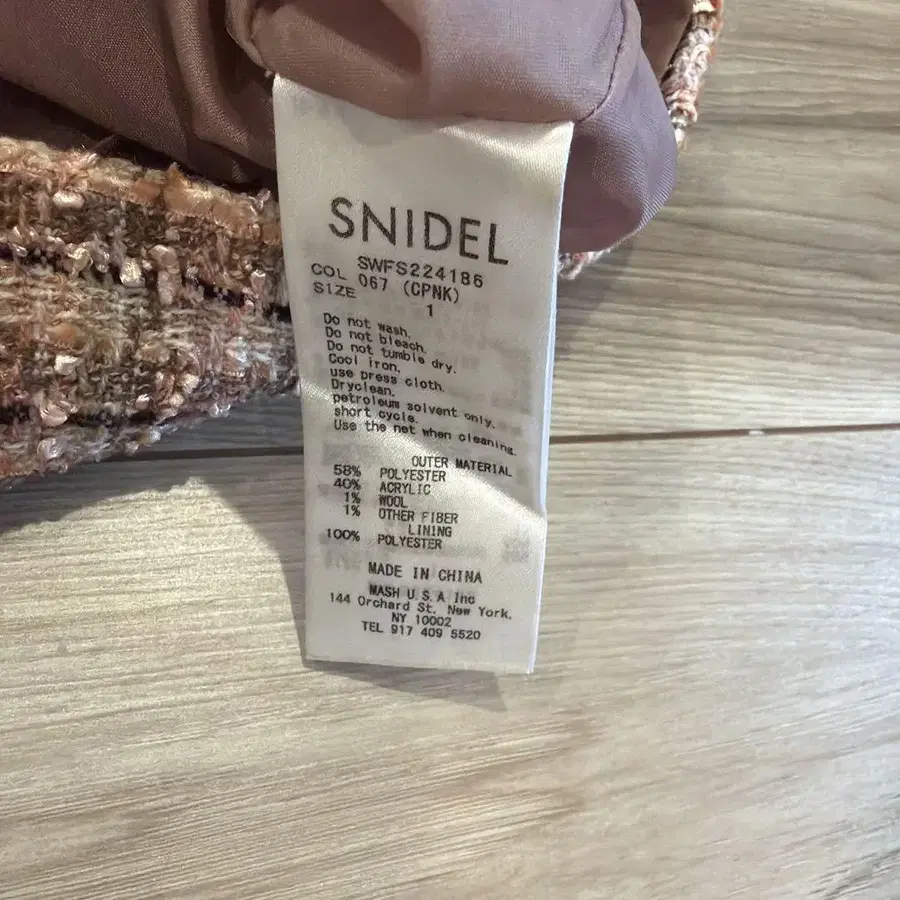 SNIDEL
SWFS224186
COL 067 (CPNK)
SIZE 1
Do not wash.
Do not bleach.
Do not tumble dry.
Cool iron.
use press cloth.
Dryclean.
petroleum solvent only.
short cycle.
Use the net when cleaning.
OUTER MATERIAL
58% POLYESTER
40% ACRYLIC
1% WOOL
1% OTHER FIBER
LINING
100% POLYESTER
MADE IN CHINA
MASH U.S.A Inc
144 Orchard St. New York,
NY 10002
TEL 917 409 5520